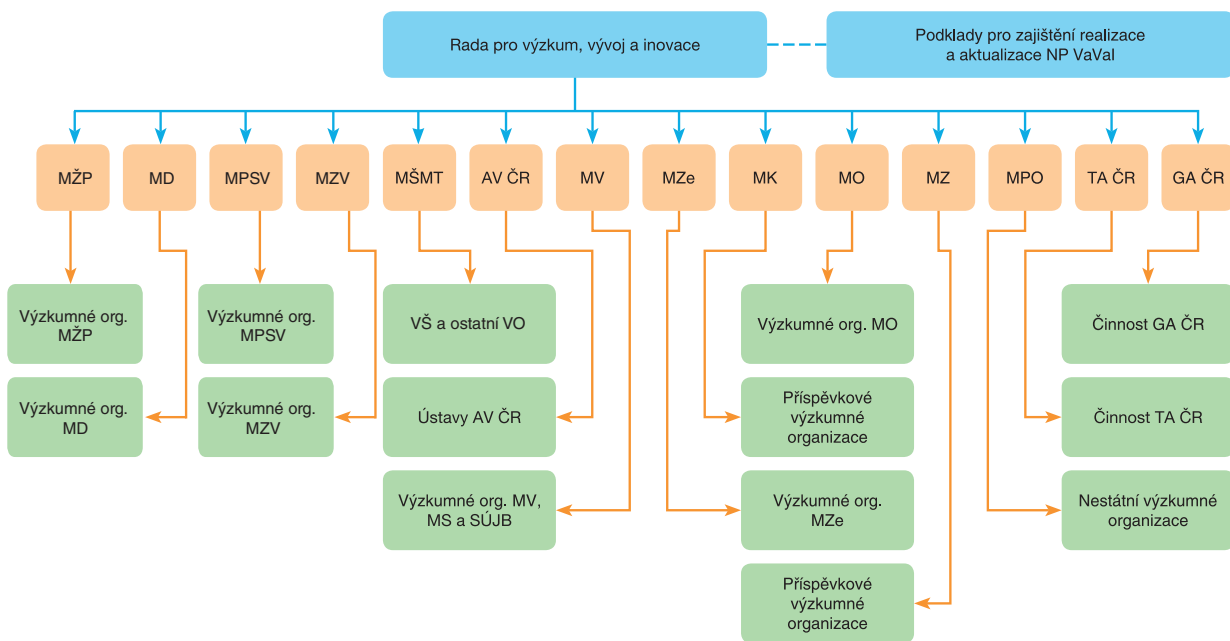 Rada pro výzkum, vývoj a inovace
Podklady pro zajištění realizace
a aktualizace NP VaVaI
MŽP
MD
MPSV
MZV
MŠMT
AV ČR
MV
MZe
MK
MO
MZ
MPO
TA ČR
GA ČR
Výzkumné org.
MŽP
Výzkumné org.
MPSV
VŠ a ostatní VO
Výzkumné org. MO
Činnost GA ČR
Výzkumné org.
MD
Výzkumné org.
MZV
Ústavy AV ČR
Příspěvkové
výzkumné
organizace
Činnost TA ČR
Výzkumné org. MV,
MS a SÚJB
Výzkumné org.
MZe
Nestátní výzkumné
organizace
Příspěvkové
výzkumné
organizace